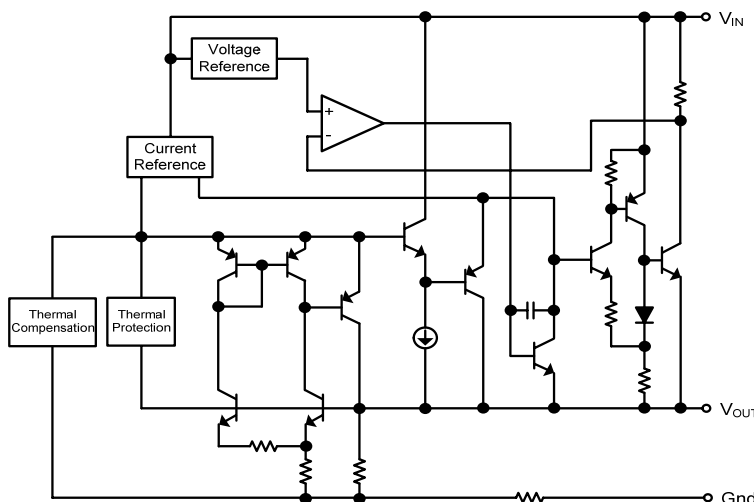 VIN
Voltage
Reference
+
-
Current
Reference
Thermal
Compensation
Thermal
Protection
VOUT
Gnd